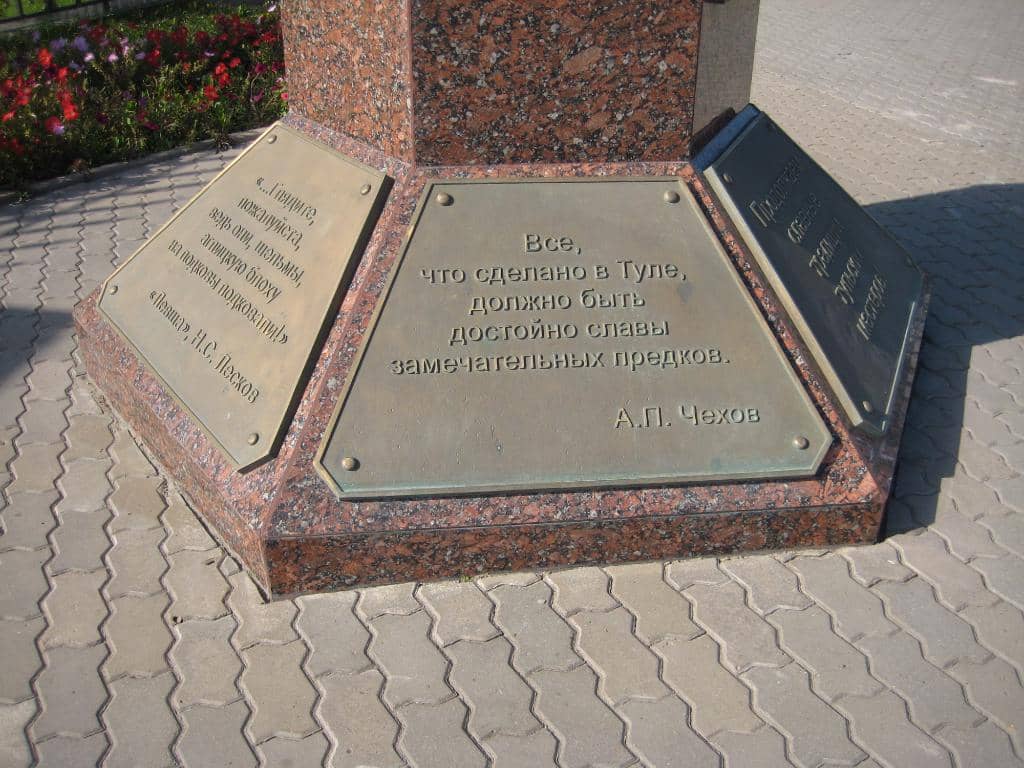 «...Глядите,
пожалуйста,
ведь они, шельмы,
аглицкую блоху
на подковы подковали!»
«Левша», Н.С. Лесков
Все,
что сделано в Туле,
должно быть
достойно славы
замечательных предков.
А.П. Чехов